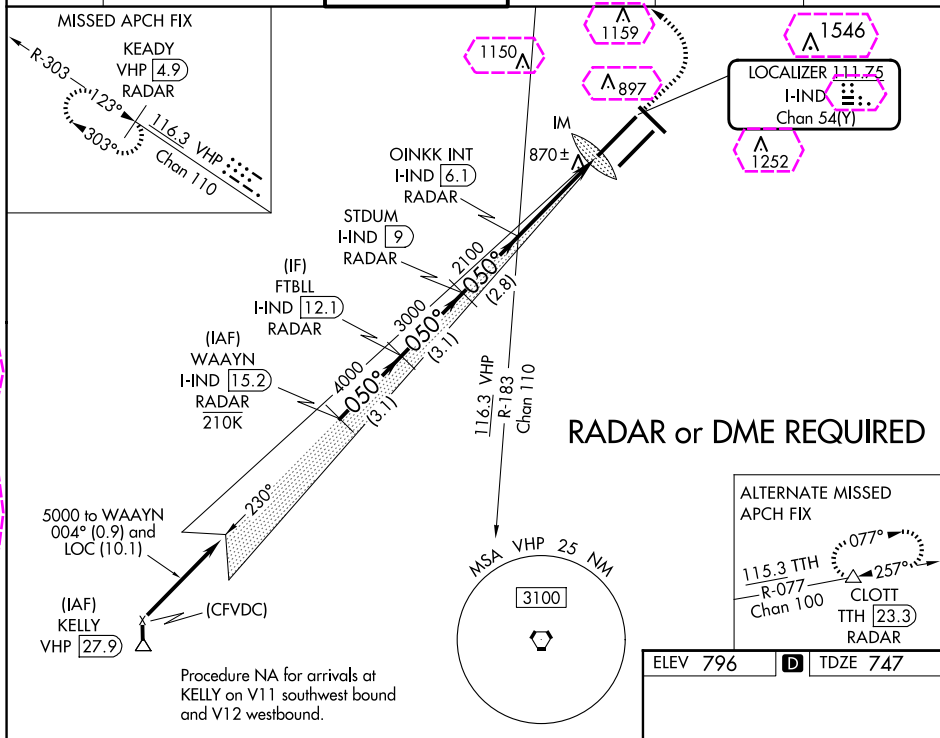 MISSED APCH FIX
KEADY
VHP 4.9
RADAR
R-303
123°
303°
116.3 VHP
Chan 110
1150
1159
897
1546
LOCALIZER 111.75
I-IND
Chan 54(Y)
1252
IM
870±
OINKK INT
I-IND 6.1
RADAR
STDUM
I-IND 9
RADAR
(IF)
FTBLL
I-IND 12.1
RADAR
(IAF)
WAAYN
I-IND 15.2
RADAR
210K
2100
050°
(2.8)
3000
050°
(3.1)
4000
050°
(3.1)
230°
116.3 VHP
R-183
Chan 110
RADAR or DME REQUIRED
5000 to WAAYN
004° (0.9) and
LOC (10.1)
(IAF)
KELLY
VHP 27.9
(CFVDC)
Procedure NA for arrivals at
KELLY on V11 southwest bound
and V12 westbound.
MSA VHP 25 NM
3100
ALTERNATE MISSED
APCH FIX
077°
257°
115.3 TTH
R-077
Chan 100
CLOTT
TTH 23.3
RADAR
ELEV 796 D TDZE 747